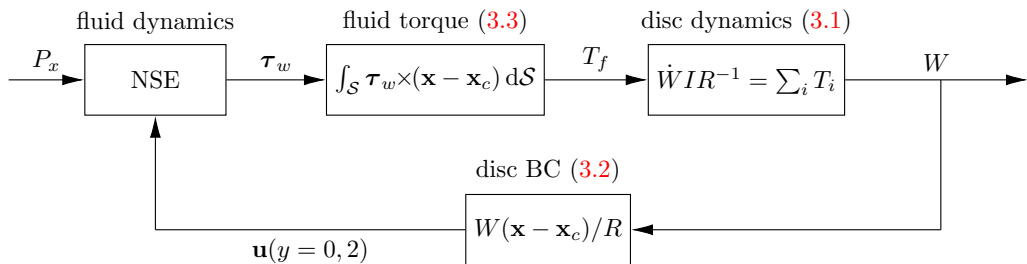 fluid dynamics
fluid torque (3.3)
disc dynamics (3.1)
P_x
NSE
τ_w
∫_S τ_w×(x − x_c) dS
T_f
ẆIR^{−1} = ∑_i T_i
W
disc BC (3.2)
W(x − x_c)/R
u(y = 0, 2)